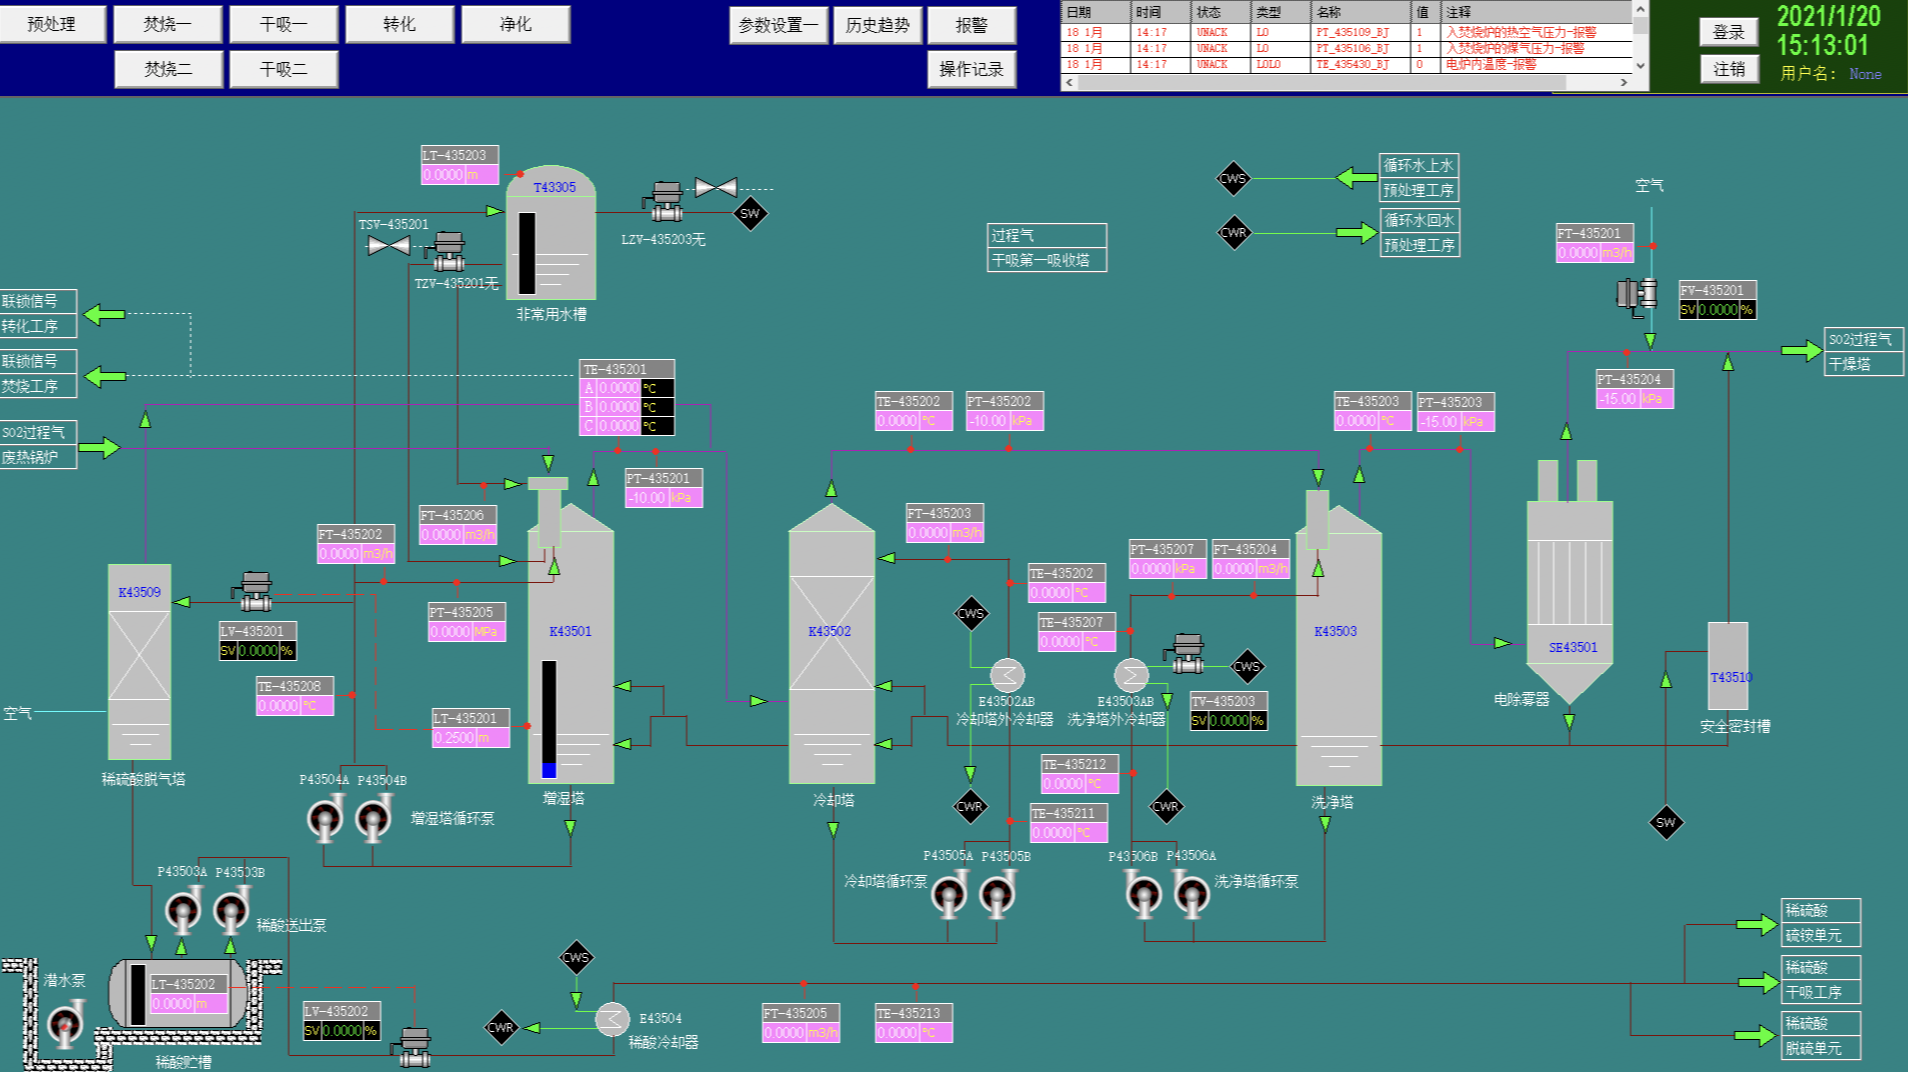 预处理
焚烧一
干吸一
转化
净化
焚烧二
干吸二
参数设置一
历史趋势
报警
操作记录
日期 时间 状态 类型 名称 值 注释
18 1月 14:17 UNACK LO PT_435109_BJ 1 入焚烧炉的热空气压力-报警
18 1月 14:17 UNACK LO PT_435106_BJ 1 入焚烧炉的煤气压力-报警
18 1月 14:17 UNACK LOLO TE_435430_BJ 0 电炉内温度-报警
登录
注销
2021/1/20
15:13:01
用户名: None
LT-435203
0.0000 m
T43305
SW
LZV-435203无
TSV-435201
TZV-435201无
非常用水槽
过程气
干吸第一吸收塔
CWS
循环水上水
预处理工序
CWR
循环水回水
预处理工序
空气
FT-435201
0.0000 m3/h
FV-435201
SV 0.0000 %
SO2过程气
干燥塔
PT-435204
-15.00 kPa
联锁信号
转化工序
联锁信号
焚烧工序
SO2过程气
废热锅炉
TE-435201
A 0.0000 °C
B 0.0000 °C
C 0.0000 °C
PT-435201
-10.00 kPa
TE-435202
0.0000 °C
PT-435202
-10.00 kPa
TE-435203
0.0000 °C
PT-435203
-15.00 kPa
FT-435206
0.0000 m3/h
FT-435202
0.0000 m3/h
FT-435203
0.0000 m3/h
PT-435207
0.0000 kPa
FT-435204
0.0000 m3/h
K43509
LV-435201
SV 0.0000 %
PT-435205
0.0000 MPa
K43501
K43502
TE-435202
0.0000 °C
CWS
TE-435207
0.0000 °C
K43503
SE43501
T43510
TE-435208
0.0000 °C
空气
LT-435201
0.2500 m
E43502AB
冷却塔外冷却器
E43503AB
洗净塔外冷却器
CWS
TV-435203
SV 0.0000 %
电除雾器
安全密封槽
稀硫酸脱气塔
P43504A
P43504B
增湿塔循环泵
增湿塔
冷却塔
TE-435212
0.0000 °C
CWR
CWR
TE-435211
0.0000 °C
洗净塔
SW
P43503A
P43503B
稀酸送出泵
P43505A
P43505B
冷却塔循环泵
P43506B
P43506A
洗净塔循环泵
潜水泵
LT-435202
0.0000 m
稀酸贮槽
LV-435202
SV 0.0000 %
CWS
CWR
E43504
稀酸冷却器
FT-435205
0.0000 m3/h
TE-435213
0.0000 °C
稀硫酸
硫铵单元
稀硫酸
干吸工序
稀硫酸
脱硫单元